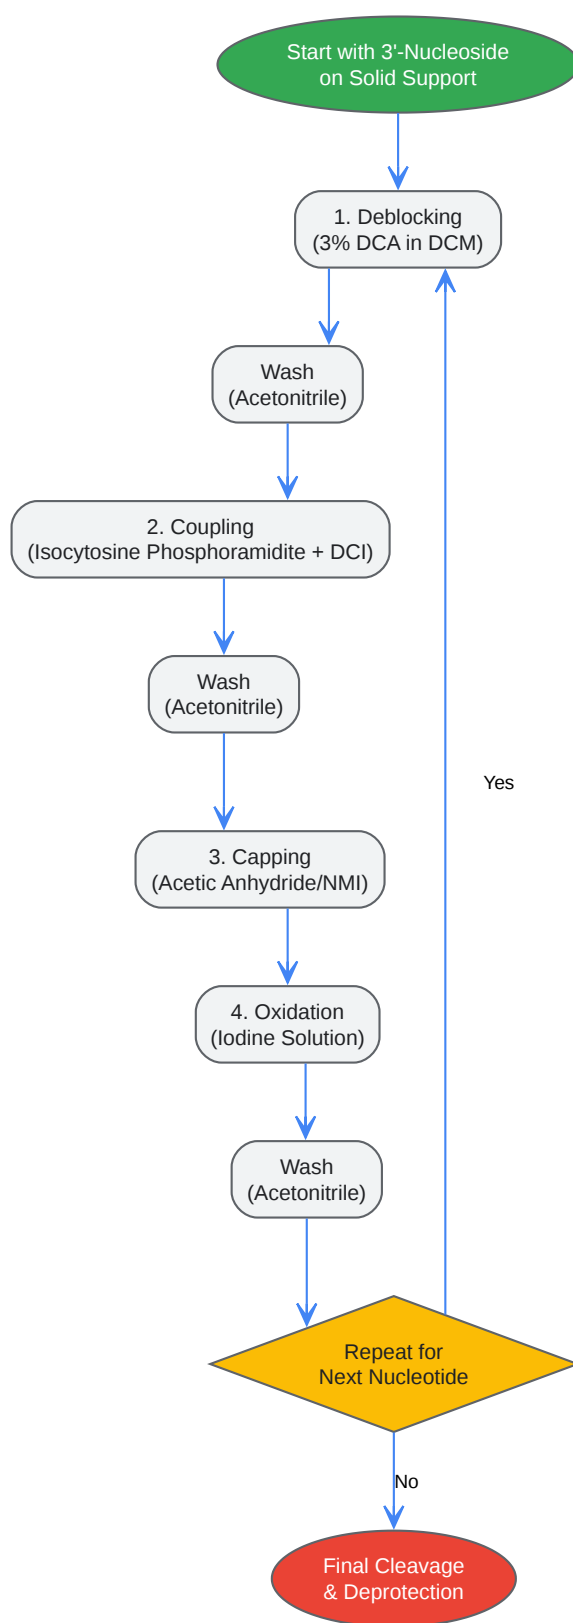 Start with 3'-Nucleoside
on Solid Support
1. Deblocking
(3% DCA in DCM)
Wash
(Acetonitrile)
2. Coupling
(Isocytosine Phosphoramidite + DCI)
Wash
(Acetonitrile)
Yes
3. Capping
(Acetic Anhydride/NMI)
4. Oxidation
(Iodine Solution)
Wash
(Acetonitrile)
Repeat for
Next Nucleotide
No
Final Cleavage
& Deprotection